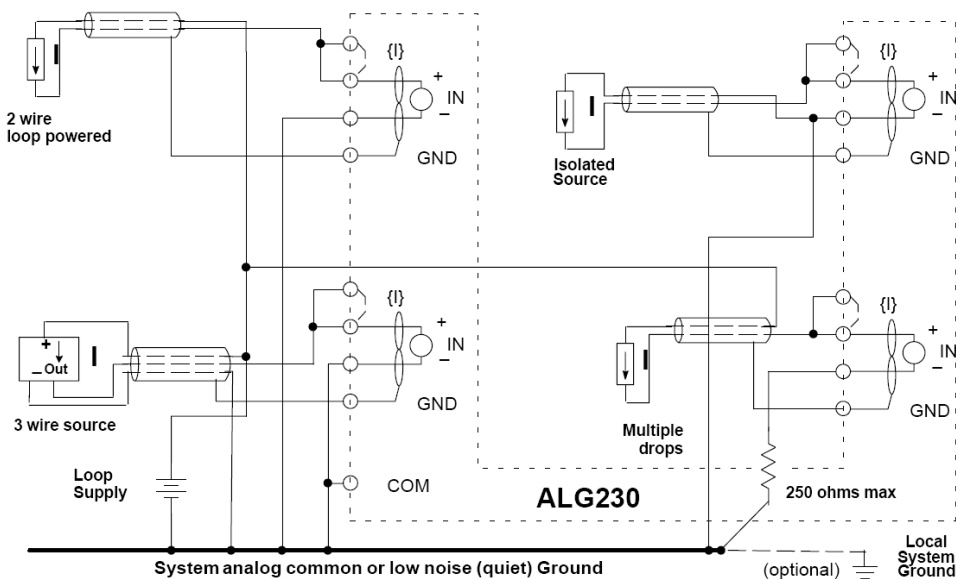 {I}
+
IN
−
GND
2 wire
loop powered
I
{I}
+
IN
−
GND
Isolated
Source
I
{I}
+
IN
−
GND
+
I
− Out
3 wire source
{I}
+
IN
−
GND
I
Multiple
drops
Loop
Supply
COM
ALG230
250 ohms max
System analog common or low noise (quiet) Ground
(optional)
Local
System
Ground